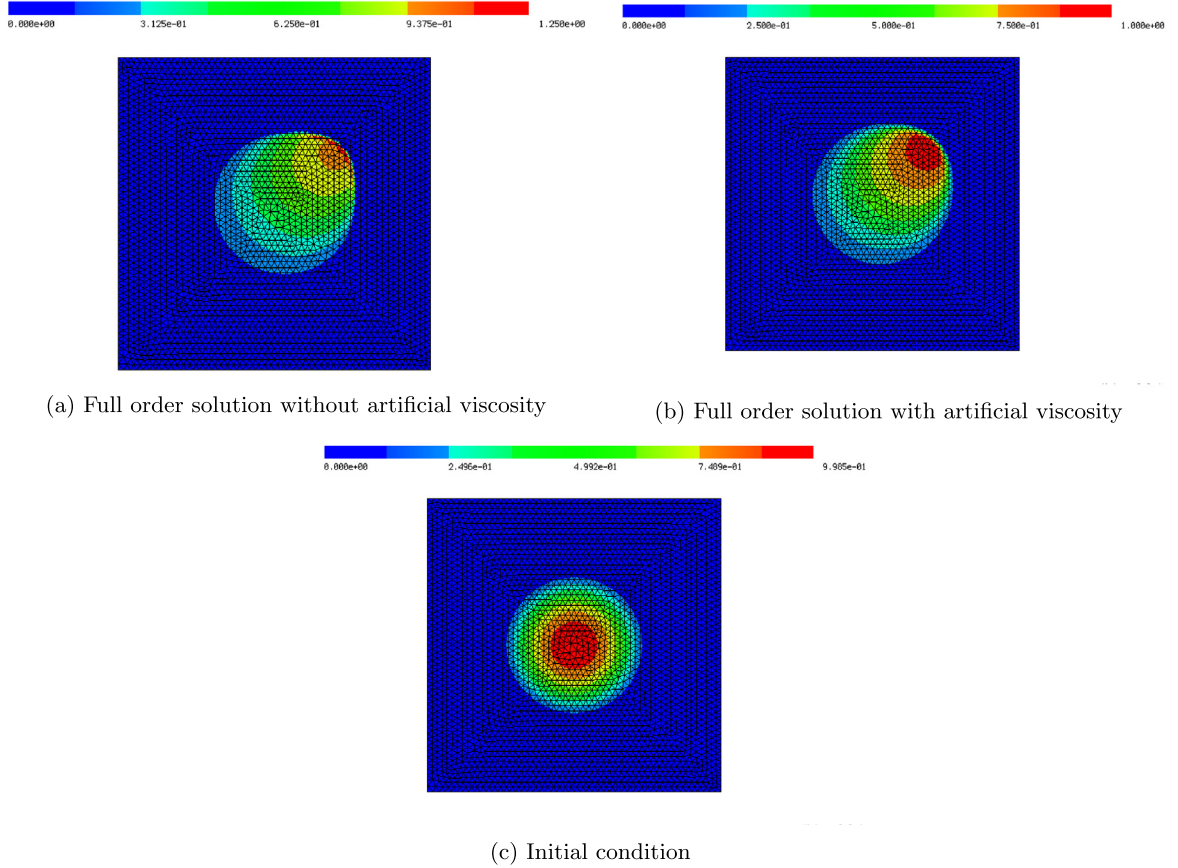 0.000e+00 3.125e-01 6.250e-01 9.375e-01 1.250e+00
0.000e+00 2.500e-01 5.000e-01 7.500e-01 1.000e+00
(a) Full order solution without artificial viscosity
(b) Full order solution with artificial viscosity
0.000e+00 2.496e-01 4.992e-01 7.489e-01 9.985e-01
(c) Initial condition